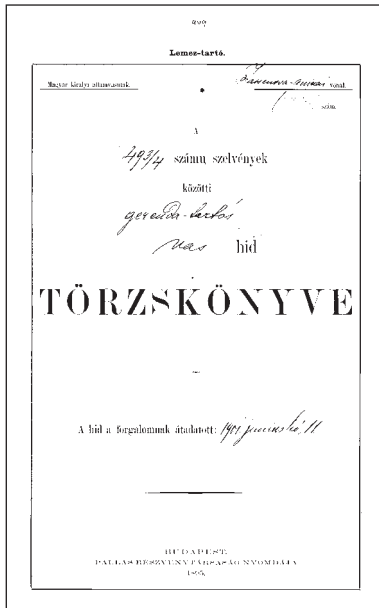 Lemez-tartó.
Magyar királyi államvasutak.
vonal.
szám.
A
493/4 számu szelvények
közötti
gerenda-tartós
vas híd
TÖRZSKÖNYVE
A híd a forgalomnak átadatott: 1901 junius hó 11
BUDAPEST.
PALLAS RÉSZVÉNYTÁRSASÁG NYOMDÁJA
1895.